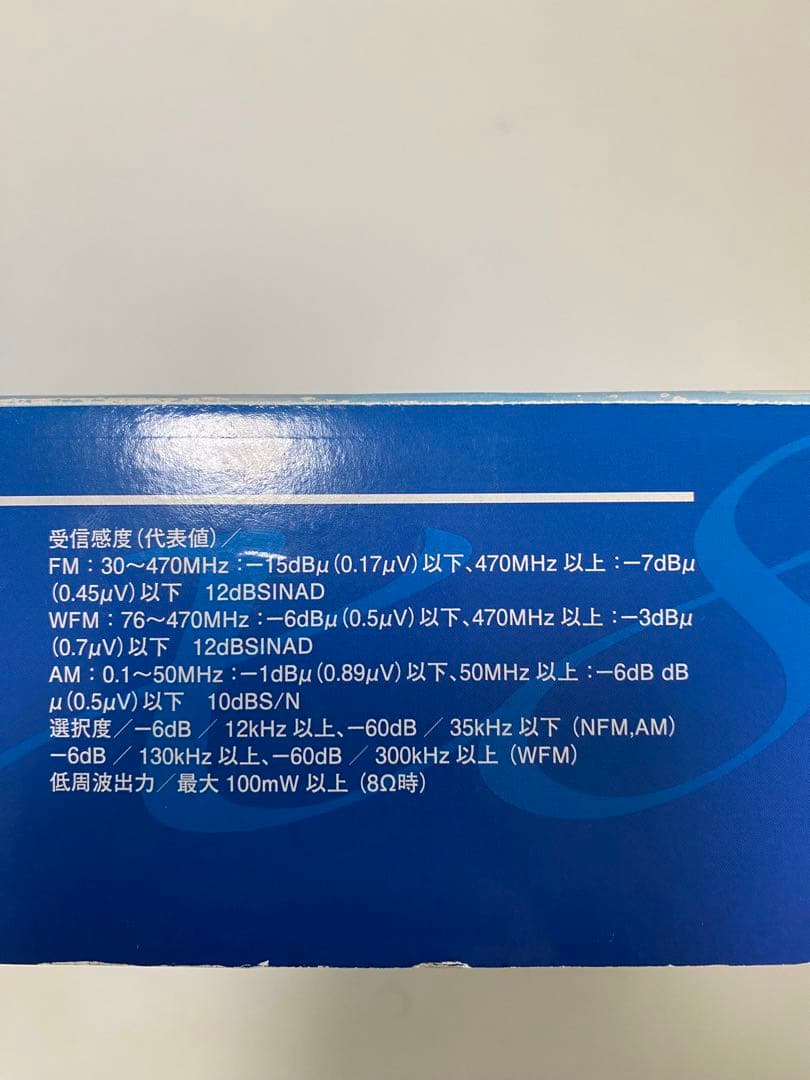 受信感度(代表値)/
FM:30〜470MHz:−15dBμ(0.17μV)以下、470MHz 以上:−7dBμ
(0.45μV)以下 12dBSINAD
WFM:76〜470MHz:−6dBμ(0.5μV)以下、470MHz 以上:−3dBμ
(0.7μV)以下 12dBSINAD
AM:0.1〜50MHz:−1dBμ(0.89μV)以下、50MHz 以上:−6dB dB
μ(0.5μV)以下 10dBS/N
選択度/−6dB / 12kHz 以上、−60dB / 35kHz 以下 (NFM,AM)
−6dB / 130kHz 以上、−60dB / 300kHz 以上 (WFM)
低周波出力/最大 100mW 以上 (8Ω時)